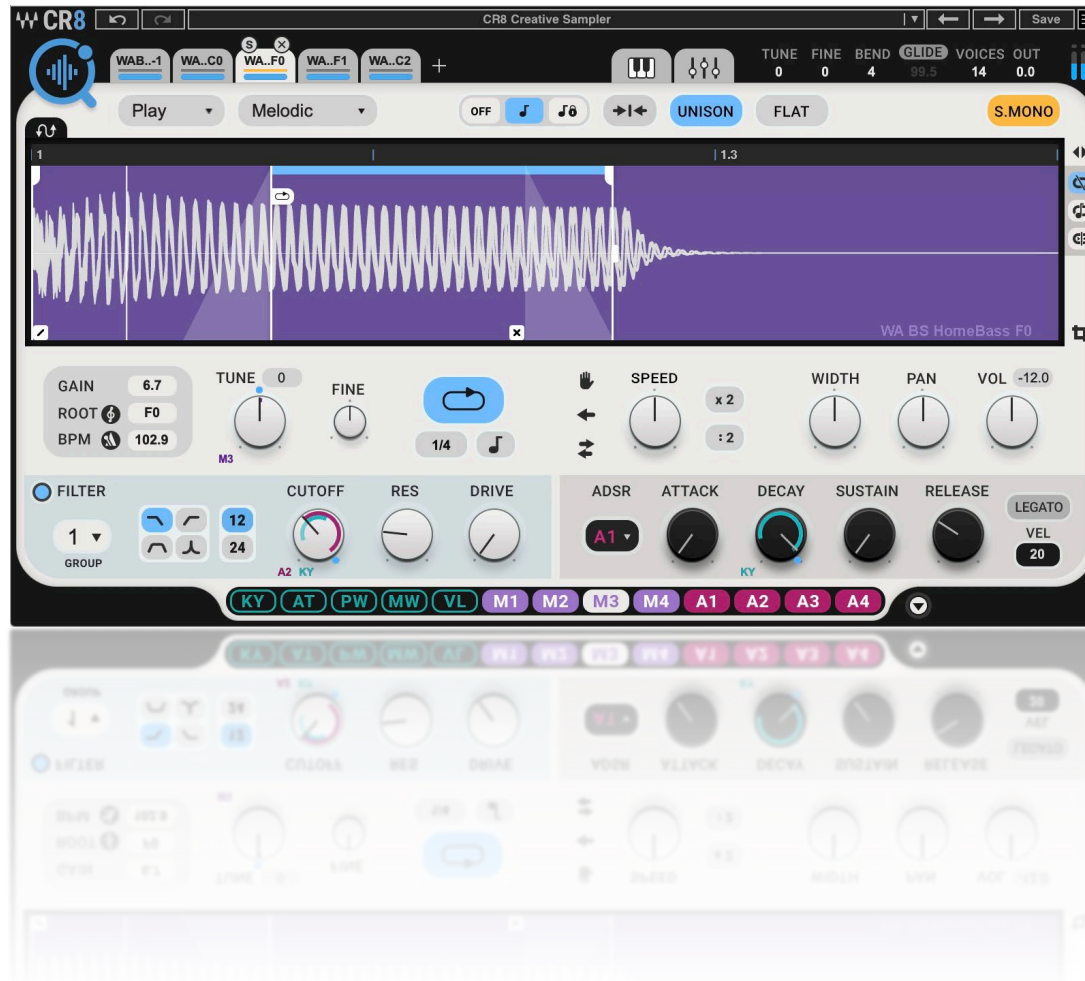 CR8 CR8 Creative Sampler Save
S X
WAB..-1 WA..C0 WA..F0 WA..F1 WA..C2 +
TUNE FINE BEND GLIDE VOICES OUT
0 0 4 99.5 14 0.0
Play Melodic OFF UNISON FLAT S.MONO
1 1.3
WA BS HomeBass F0
GAIN 6.7 TUNE 0 FINE SPEED WIDTH PAN VOL -12.0
x 2
ROOT F0
BPM 102.9 1/4 : 2
M3
FILTER CUTOFF RES DRIVE ADSR ATTACK DECAY SUSTAIN RELEASE
LEGATO
12
1 A1 VEL
24 20
GROUP
A2 KY KY
KY AT PW MW VL M1 M2 M3 M4 A1 A2 A3 A4